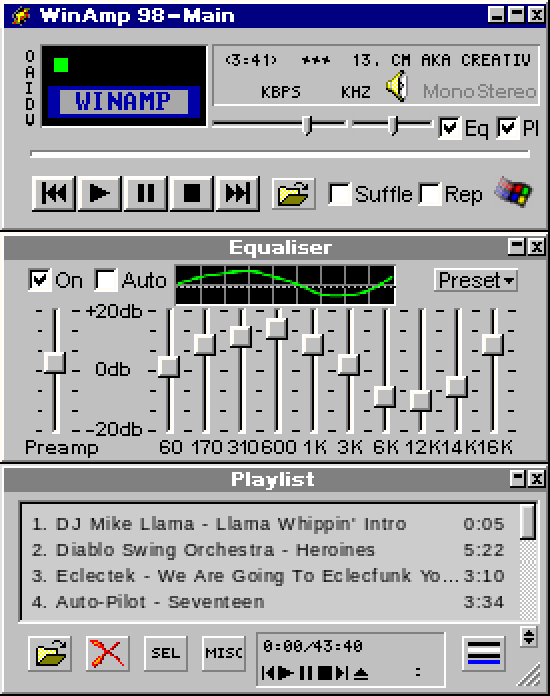 WinAmp 98-Main
O
A
I
D
V
WINAMP
(3:41) *** 13. CM AKA CREATIV
KBPS KHZ Mono Stereo
Eq Pl
Suffle Rep
Equaliser
On Auto Preset
+20db
0db
-20db
Preamp 60 170 310 600 1K 3K 6K 12K 14K 16K
Playlist
1. DJ Mike Llama - Llama Whippin' Intro 0:05
2. Diablo Swing Orchestra - Heroines 5:22
3. Eclectek - We Are Going To Eclecfunk Yo... 3:10
4. Auto-Pilot - Seventeen 3:34
SEL MISC 0:00/43:40
: